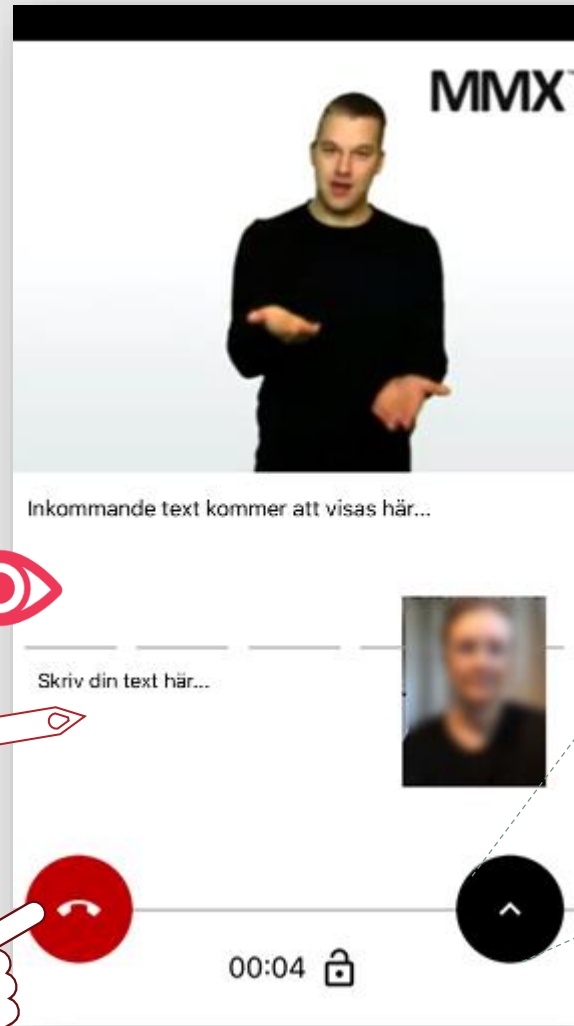 MMX
Inkommande text kommer att visas här...
Skriv din text här...
00:04